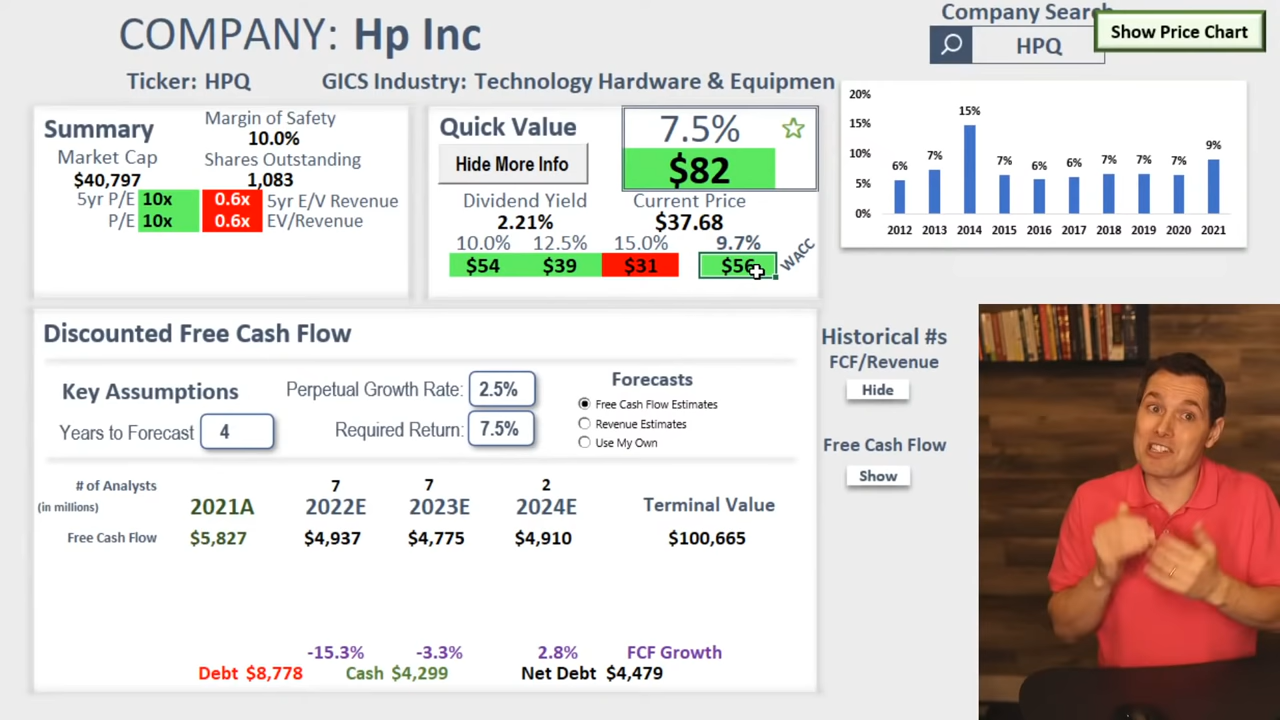 COMPANY: Hp Inc
Company Search
Show Price Chart
HPQ
Ticker: HPQ
GICS Industry: Technology Hardware & Equipmen
Summary
Margin of Safety
10.0%
Market Cap
Shares Outstanding
$40,797
1,083
5yr P/E 10x 0.6x 5yr E/V Revenue
P/E 10x 0.6x EV/Revenue
Quick Value
7.5%
Hide More Info
$82
Dividend Yield
Current Price
2.21%
$37.68
10.0% 12.5% 15.0% 9.7%
$54 $39 $31 $56
WACC
20%
15%
10%
5%
0%
6% 7% 15% 7% 6% 6% 7% 7% 7% 9%
2012 2013 2014 2015 2016 2017 2018 2019 2020 2021
Discounted Free Cash Flow
Key Assumptions
Perpetual Growth Rate: 2.5%
Years to Forecast 4
Required Return: 7.5%
Forecasts
Free Cash Flow Estimates
Revenue Estimates
Use My Own
Historical #s
FCF/Revenue
Hide
Free Cash Flow
Show
# of Analysts 7 7 2
(in millions) 2021A 2022E 2023E 2024E Terminal Value
Free Cash Flow $5,827 $4,937 $4,775 $4,910 $100,665
-15.3% -3.3% 2.8% FCF Growth
Debt $8,778 Cash $4,299 Net Debt $4,479